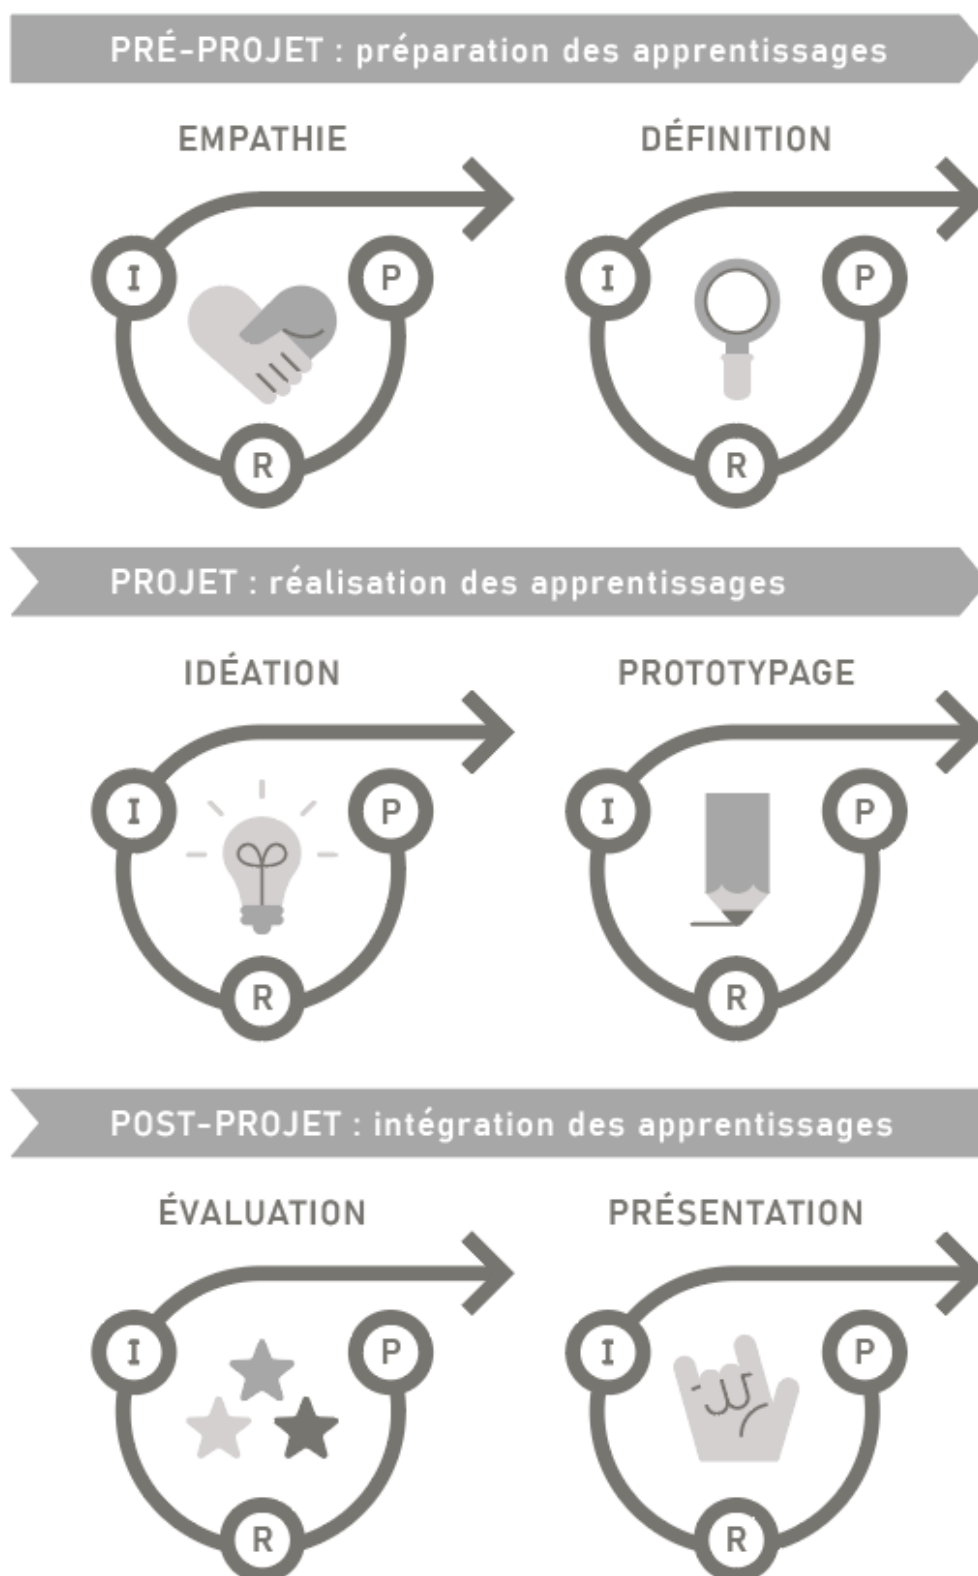 PRÉ-PROJET : préparation des apprentissages
EMPATHIE
DÉFINITION
I
P
I
P
R
R
PROJET : réalisation des apprentissages
IDÉATION
PROTOTYPAGE
I
P
I
P
R
R
POST-PROJET : intégration des apprentissages
ÉVALUATION
PRÉSENTATION
I
P
I
P
R
R